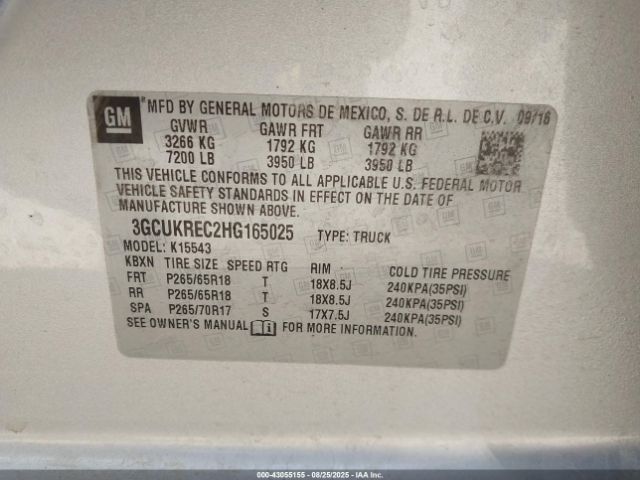 GM MFD BY GENERAL MOTORS DE MEXICO, S. DE R.L. DE C.V. 09/16
GVWR GAWR FRT GAWR RR
3266 KG 1792 KG 1792 KG
7200 LB 3950 LB 3950 LB
THIS VEHICLE CONFORMS TO ALL APPLICABLE U.S. FEDERAL MOTOR
VEHICLE SAFETY STANDARDS IN EFFECT ON THE DATE OF
MANUFACTURE SHOWN ABOVE.
3GCUKREC2HG165025 TYPE: TRUCK
MODEL: K15543
KBXN TIRE SIZE SPEED RTG RIM COLD TIRE PRESSURE
FRT P265/65R18 T 18X8.5J 240KPA(35PSI)
RR P265/65R18 T 18X8.5J 240KPA(35PSI)
SPA P265/70R17 S 17X7.5J 240KPA(35PSI)
SEE OWNER'S MANUAL FOR MORE INFORMATION.
000-43055155 - 08/25/2025 - IAAI.com